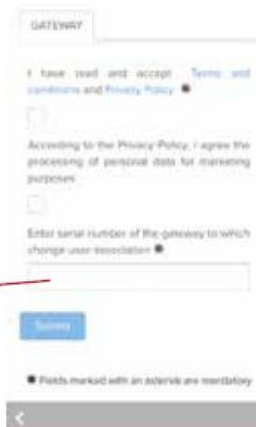 GATEWAY
I have read and accept Terms and
conditions and Privacy Policy *
According to the Privacy Policy, I agree the
processing of personal data for marketing
purposes
Enter serial number of the gateway to which
change user association *
Submit
* Fields marked with an asterisk are mandatory